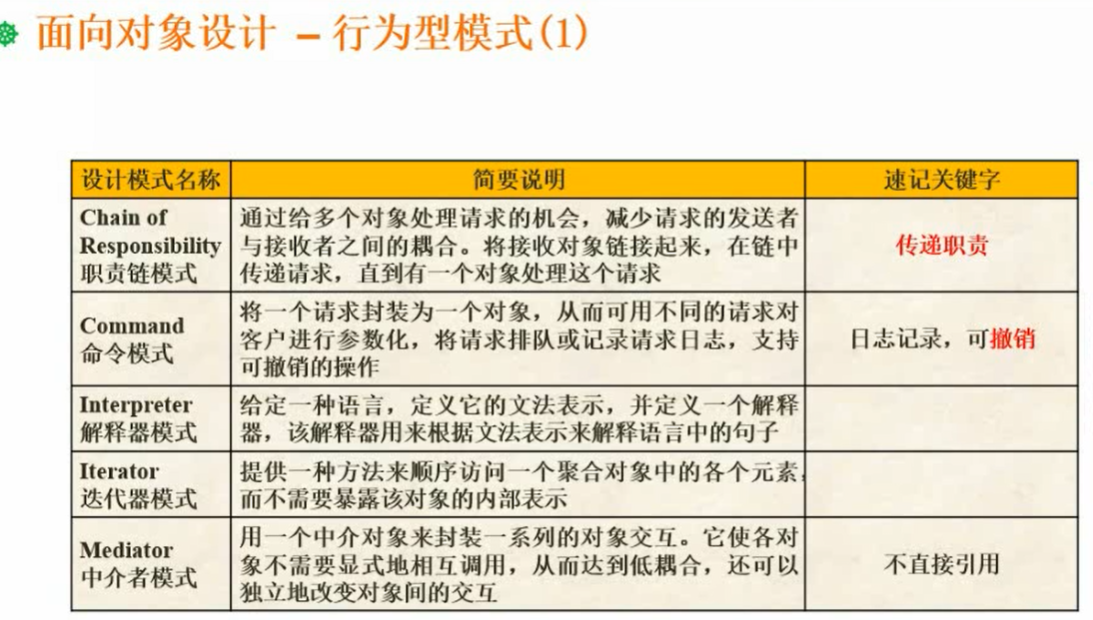 面向对象设计 – 行为型模式(1)
设计模式名称 简要说明 速记关键字
Chain of
Responsibility
职责链模式
通过给多个对象处理请求的机会，减少请求的发送者
与接收者之间的耦合。将接收对象链接起来，在链中
传递请求，直到有一个对象处理这个请求
传递职责
Command
命令模式
将一个请求封装为一个对象，从而可用不同的请求对
客户进行参数化，将请求排队或记录请求日志，支持
可撤销的操作
日志记录，可撤销
Interpreter
解释器模式
给定一种语言，定义它的文法表示，并定义一个解释
器，该解释器用来根据文法表示来解释语言中的句子
Iterator
迭代器模式
提供一种方法来顺序访问一个聚合对象中的各个元素，
而不需要暴露该对象的内部表示
Mediator
中介者模式
用一个中介对象来封装一系列的对象交互。它使各对
象不需要显式地相互调用，从而达到低耦合，还可以
独立地改变对象间的交互
不直接引用